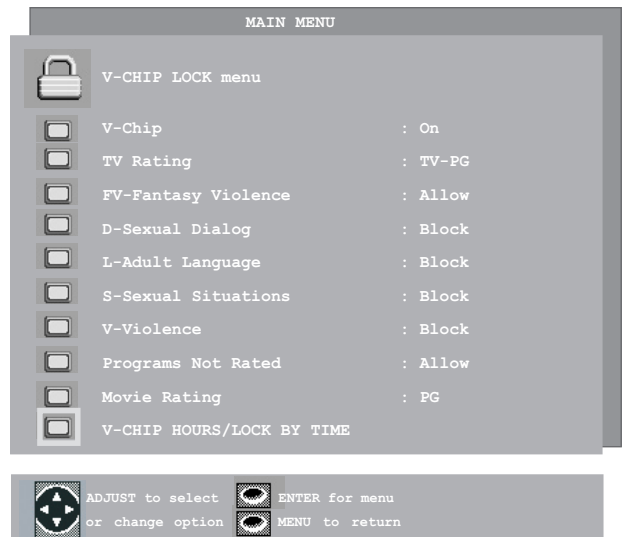 MAIN MENU
V-CHIP LOCK menu
V-Chip : On
TV Rating : TV-PG
FV-Fantasy Violence : Allow
D-Sexual Dialog : Block
L-Adult Language : Block
S-Sexual Situations : Block
V-Violence : Block
Programs Not Rated : Allow
Movie Rating : PG
V-CHIP HOURS/LOCK BY TIME
ADJUST to select ENTER for menu
or change option MENU to return